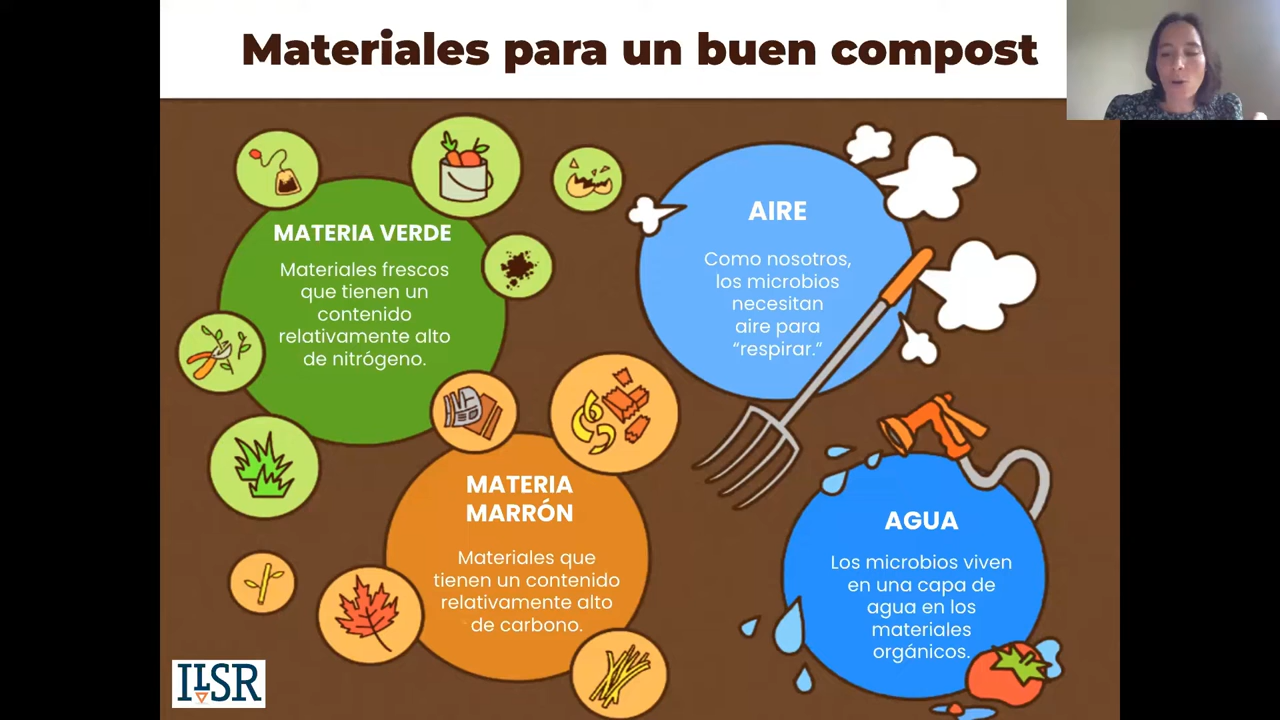 Materiales para un buen compost
MATERIA VERDE
Materiales frescos
que tienen un
contenido
relativamente alto
de nitrógeno.
AIRE
Como nosotros,
los microbios
necesitan
aire para
“respirar.”
MATERIA
MARRÓN
Materiales que
tienen un contenido
relativamente alto
de carbono.
AGUA
Los microbios viven
en una capa de
agua en los
materiales
orgánicos.
ILSR